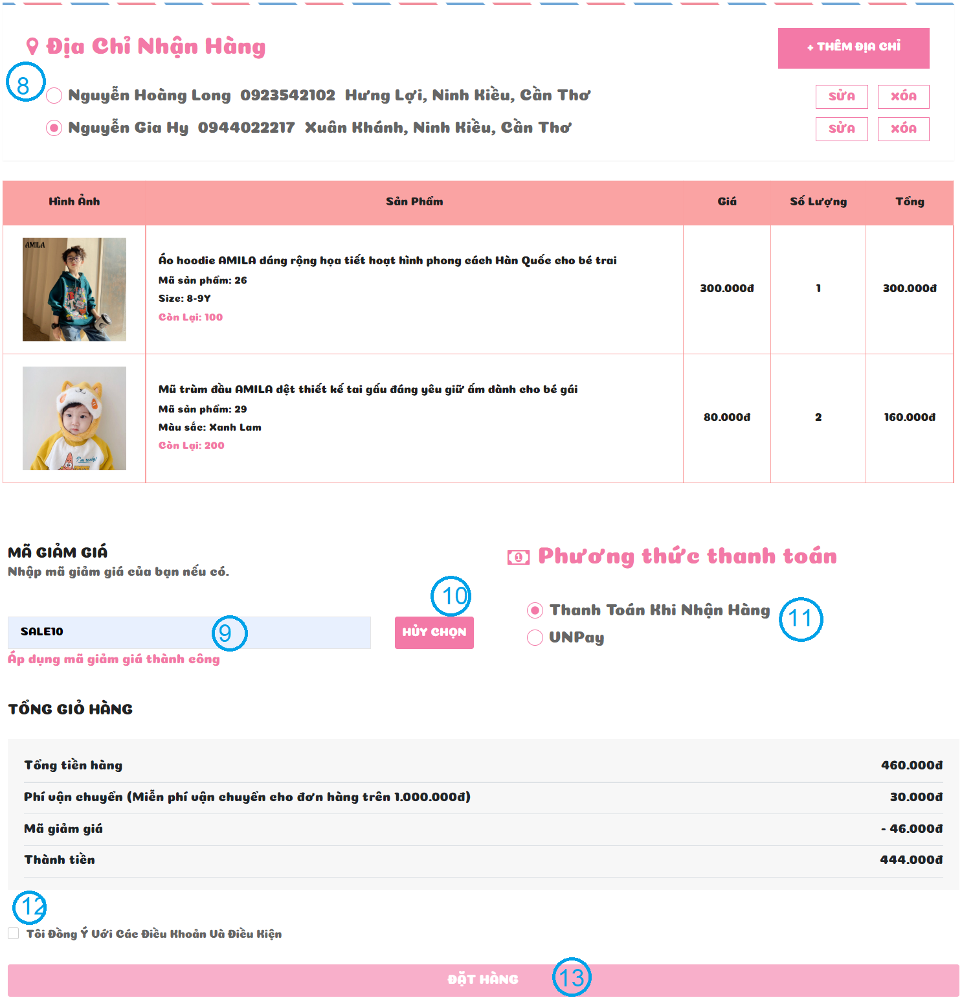 Địa Chỉ Nhận Hàng
+ THÊM ĐỊA CHỈ
8
Nguyễn Hoàng Long 0923542102 Hưng Lợi, Ninh Kiều, Cần Thơ
SỬA XÓA
Nguyễn Gia Hy 0944022217 Xuân Khánh, Ninh Kiều, Cần Thơ
SỬA XÓA
Hình Ảnh Sản Phẩm Giá Số Lượng Tổng
AMILA
Áo hoodie AMILA dáng rộng họa tiết hoạt hình phong cách Hàn Quốc cho bé trai
Mã sản phẩm: 26
Size: 8-9Y
Còn Lại: 100
300.000đ 1 300.000đ
Mũ trùm đầu AMILA dệt thiết kế tai gấu đáng yêu giữ ấm dành cho bé gái
Mã sản phẩm: 29
Màu sắc: Xanh Lam
Còn Lại: 200
80.000đ 2 160.000đ
I'm ready!
MÃ GIẢM GIÁ
Nhập mã giảm giá của bạn nếu có.
SALE10
9
10
HỦY CHỌN
Áp dụng mã giảm giá thành công
Phương thức thanh toán
Thanh Toán Khi Nhận Hàng
11
VNPay
TỔNG GIỎ HÀNG
Tổng tiền hàng 460.000đ
Phí vận chuyển (Miễn phí vận chuyển cho đơn hàng trên 1.000.000đ) 30.000đ
Mã giảm giá - 46.000đ
Thành tiền 444.000đ
12
Tôi Đồng Ý Với Các Điều Khoản Và Điều Kiện
ĐẶT HÀNG
13